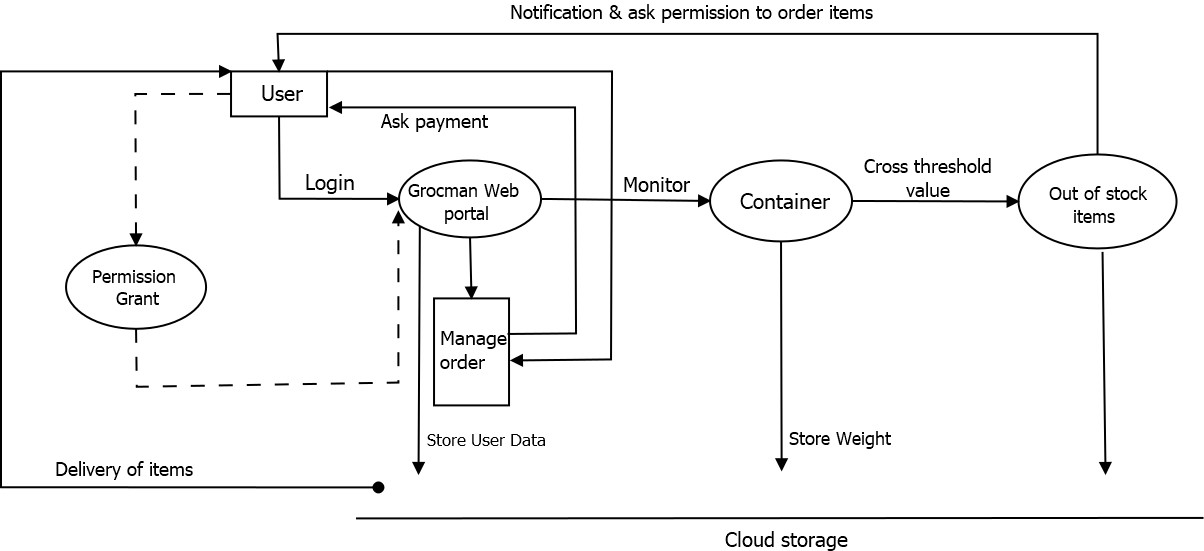 Notification & ask permission to order items
User
Ask payment
Login
Grocman Web
portal
Monitor
Container
Cross threshold
value
Out of stock
items
Permission
Grant
Manage
order
Store User Data
Store Weight
Delivery of items
Cloud storage